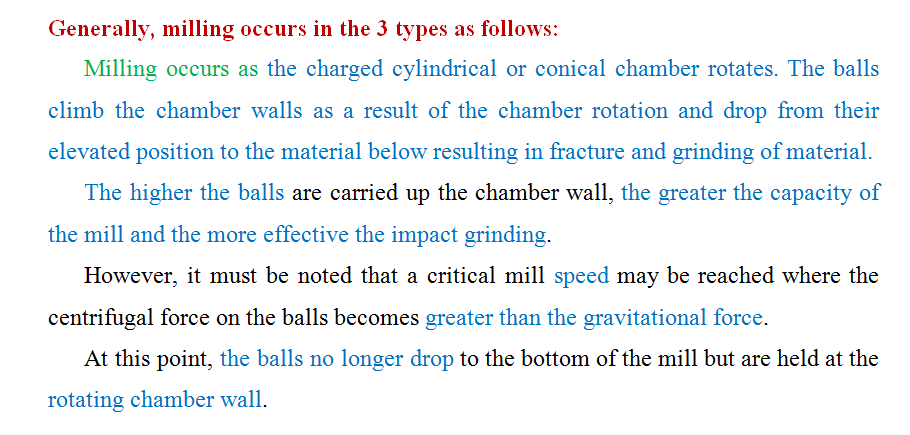 Generally, milling occurs in the 3 types as follows:
Milling occurs as the charged cylindrical or conical chamber rotates. The balls
climb the chamber walls as a result of the chamber rotation and drop from their
elevated position to the material below resulting in fracture and grinding of material.
The higher the balls are carried up the chamber wall, the greater the capacity of
the mill and the more effective the impact grinding.
However, it must be noted that a critical mill speed may be reached where the
centrifugal force on the balls becomes greater than the gravitational force.
At this point, the balls no longer drop to the bottom of the mill but are held at the
rotating chamber wall.